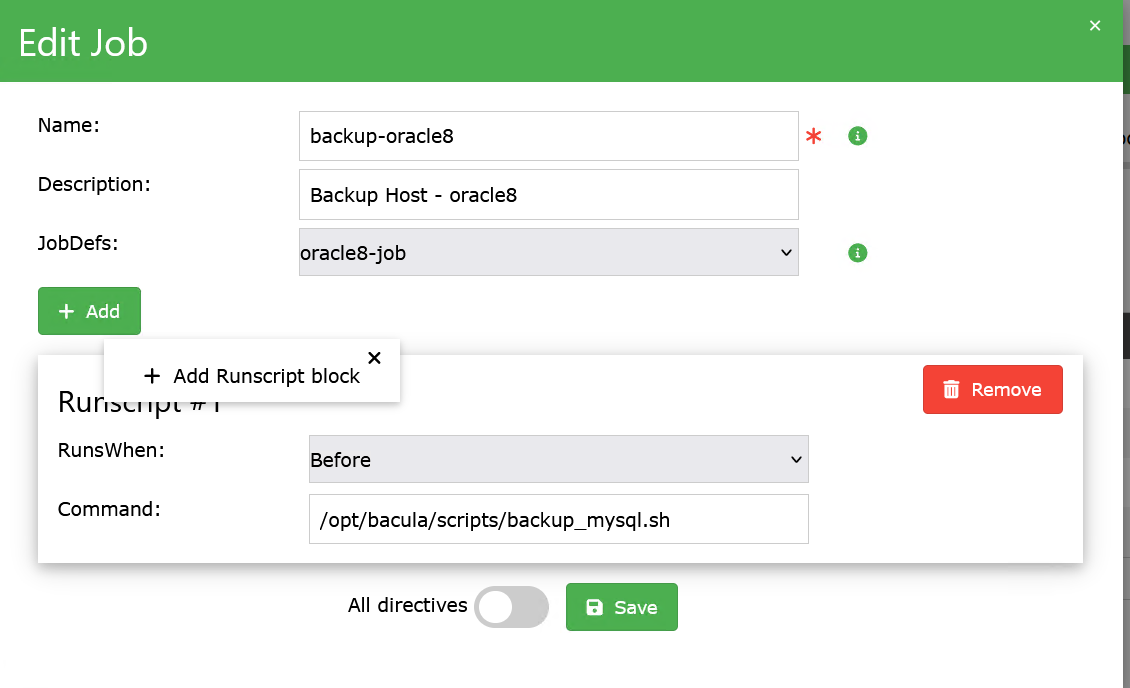 Edit Job
×
Name:
backup-oracle8
*
Description:
Backup Host - oracle8
JobDefs:
oracle8-job
+ Add
+ Add Runscript block
Runscript #1
Remove
RunsWhen:
Before
Command:
/opt/bacula/scripts/backup_mysql.sh
All directives
Save